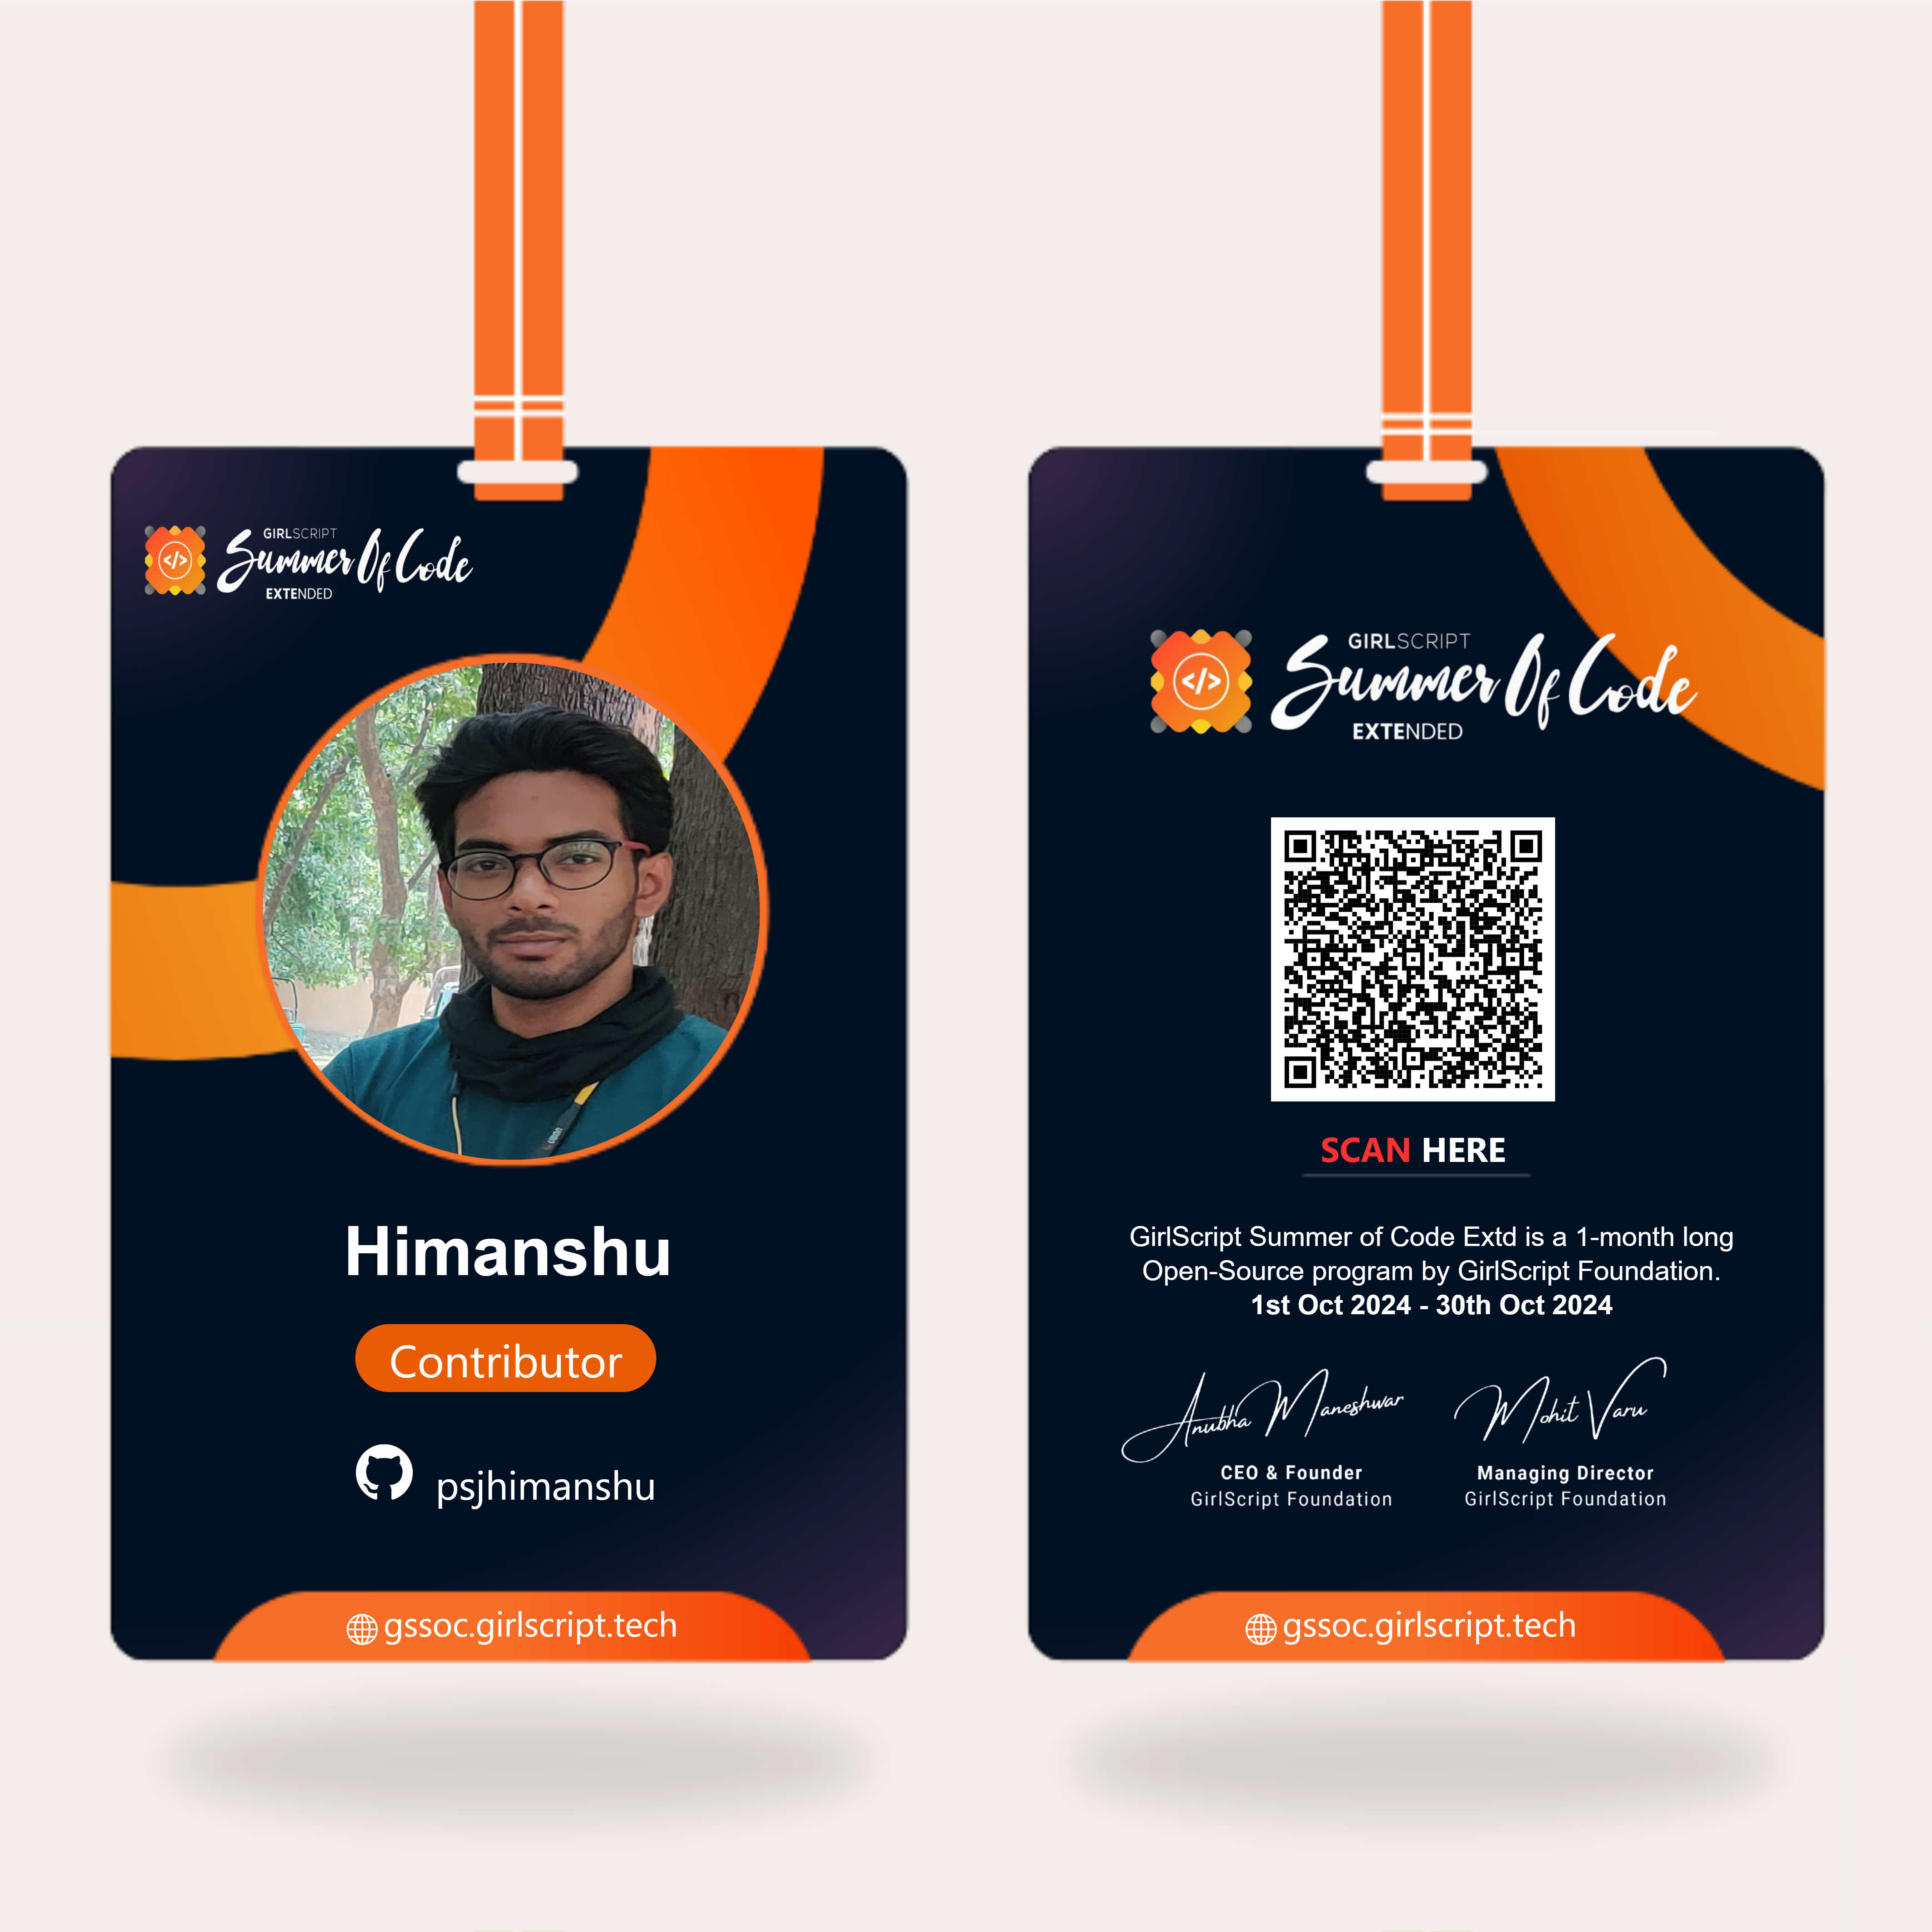 GIRLSCRIPT
Summer Of Code
EXTENDED
Himanshu
Contributor
psjhimanshu
gssoc.girlscript.tech
GIRLSCRIPT
Summer Of Code
EXTENDED
SCAN HERE
GirlScript Summer of Code Extd is a 1-month long
Open-Source program by GirlScript Foundation.
1st Oct 2024 - 30th Oct 2024
Anubha Maneshwar
CEO & Founder
GirlScript Foundation
Mohit Varu
Managing Director
GirlScript Foundation
gssoc.girlscript.tech